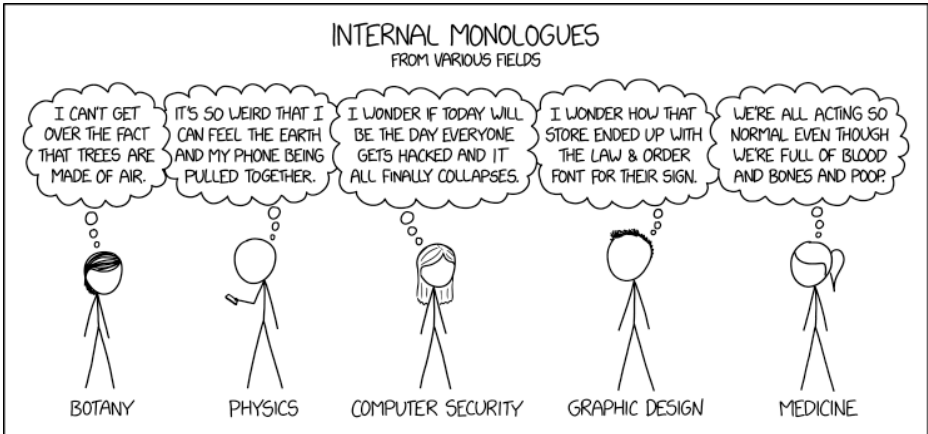 INTERNAL MONOLOGUES
FROM VARIOUS FIELDS
I CAN'T GET
OVER THE FACT
THAT TREES ARE
MADE OF AIR.
IT'S SO WEIRD THAT I
CAN FEEL THE EARTH
AND MY PHONE BEING
PULLED TOGETHER.
I WONDER IF TODAY WILL
BE THE DAY EVERYONE
GETS HACKED AND IT
ALL FINALLY COLLAPSES.
I WONDER HOW THAT
STORE ENDED UP WITH
THE LAW & ORDER
FONT FOR THEIR SIGN.
WE'RE ALL ACTING SO
NORMAL EVEN THOUGH
WE'RE FULL OF BLOOD
AND BONES AND POOP.
BOTANY
PHYSICS
COMPUTER SECURITY
GRAPHIC DESIGN
MEDICINE